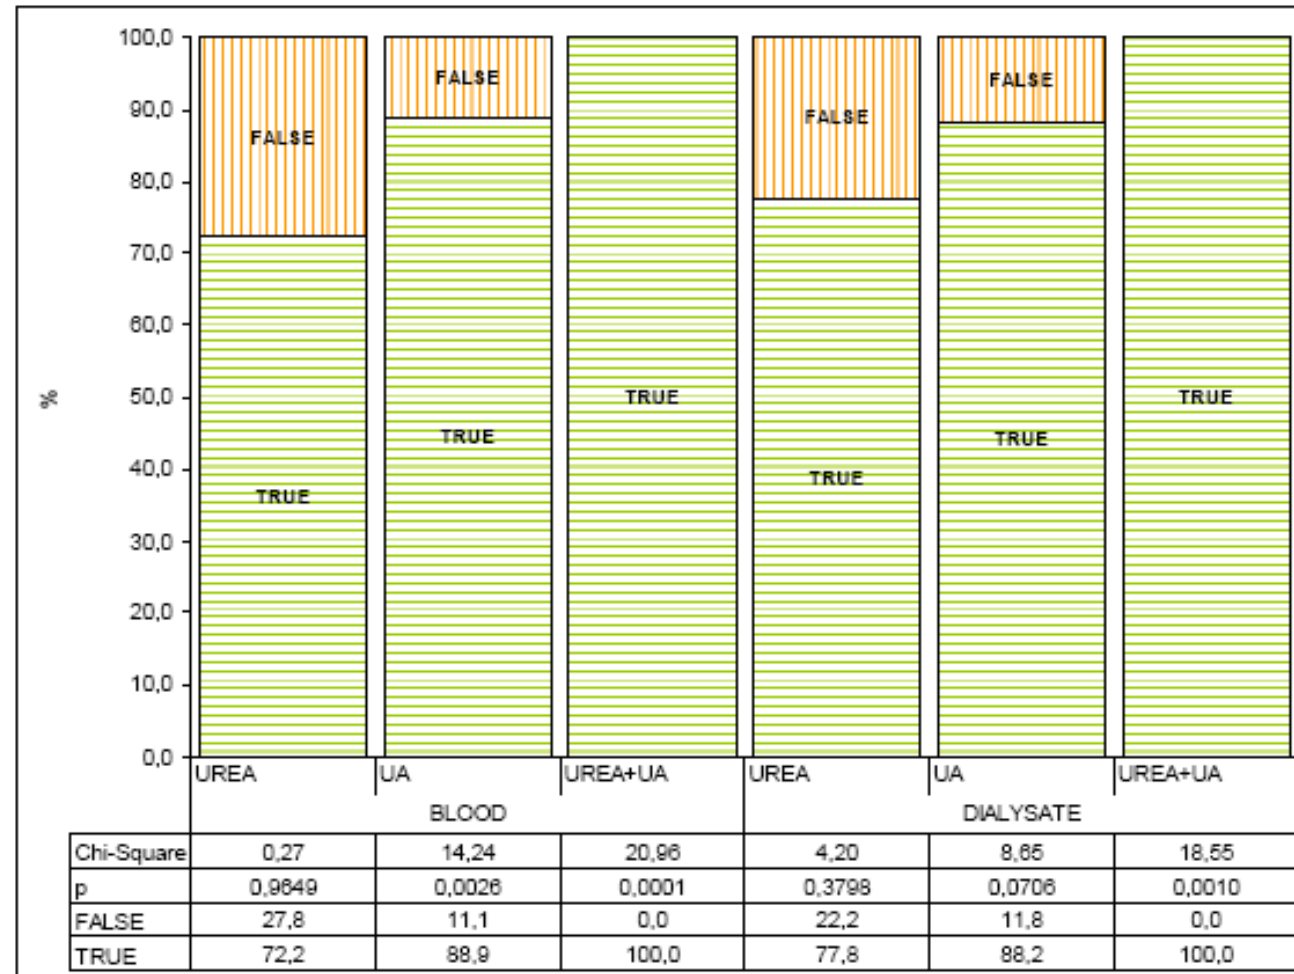 100,0
FALSE FALSE FALSE FALSE
90,0
80,0
70,0
60,0
%
50,0
TRUE TRUE TRUE TRUE TRUE TRUE
40,0
30,0
20,0
10,0
0,0
UREA UA UREA+UA UREA UA UREA+UA
BLOOD DIALYSATE
Chi-Square 0,27 14,24 20,96 4,20 8,65 18,55
p 0,9649 0,0026 0,0001 0,3798 0,0706 0,0010
FALSE 27,8 11,1 0,0 22,2 11,8 0,0
TRUE 72,2 88,9 100,0 77,8 88,2 100,0